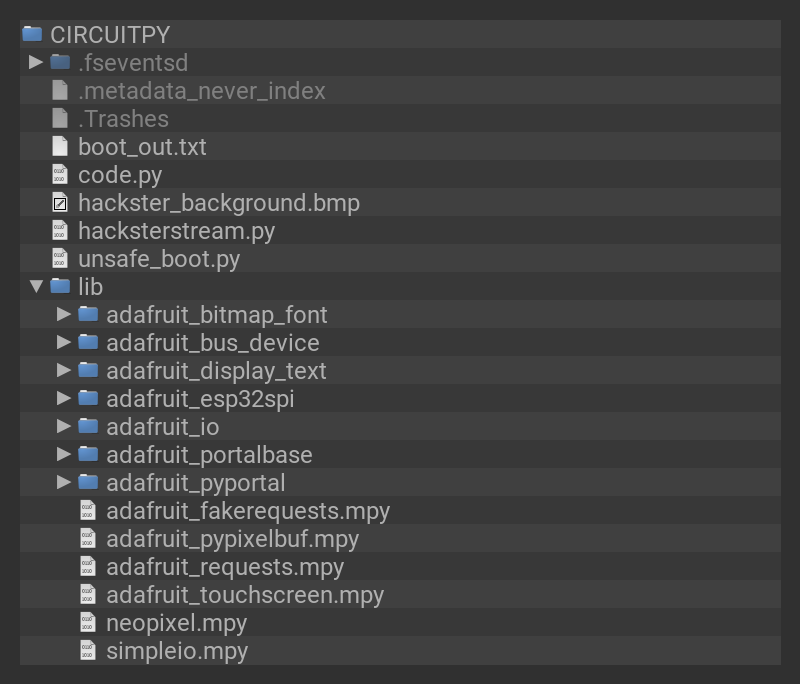 CIRCUITPY
.fseventsd
.metadata_never_index
.Trashes
boot_out.txt
code.py
hackster_background.bmp
hacksterstream.py
unsafe_boot.py
lib
adafruit_bitmap_font
adafruit_bus_device
adafruit_display_text
adafruit_esp32spi
adafruit_io
adafruit_portalbase
adafruit_pyportal
adafruit_fakerequests.mpy
adafruit_pypixelbuf.mpy
adafruit_requests.mpy
adafruit_touchscreen.mpy
neopixel.mpy
simpleio.mpy